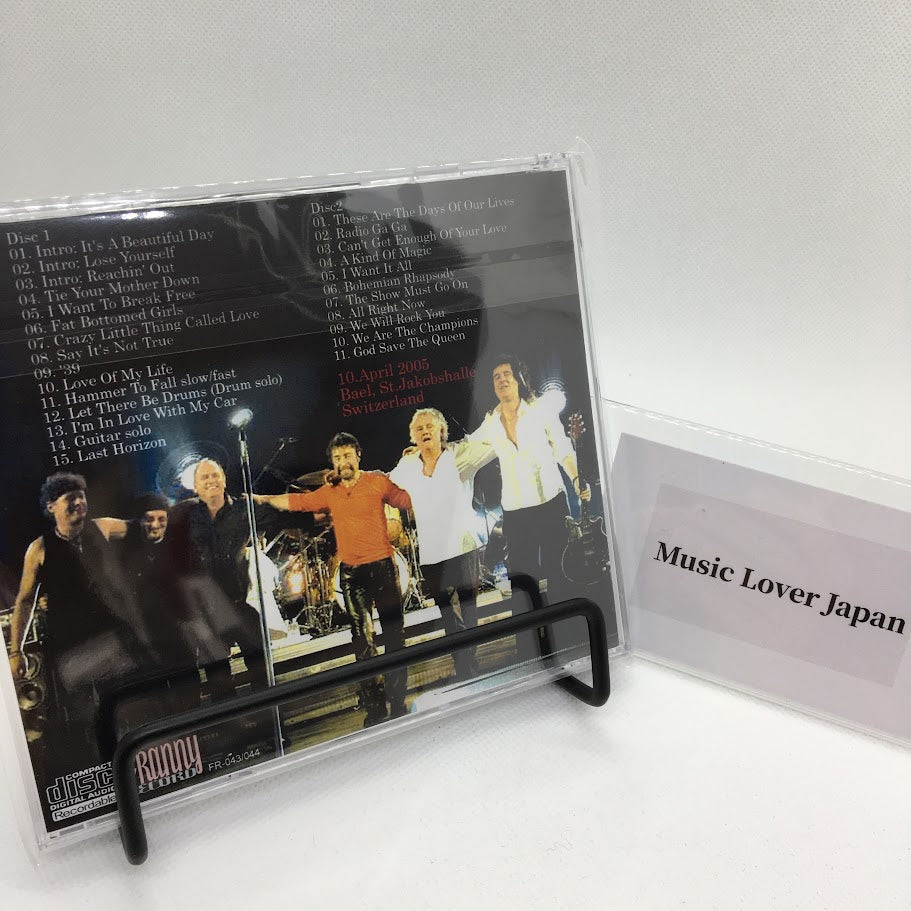 Disc 1
01. Intro: It's A Beautiful Day
02. Intro: Lose Yourself
03. Intro: Reachin' Out
04. Tie Your Mother Down
05. I Want To Break Free
06. Fat Bottomed Girls
07. Crazy Little Thing Called Love
08. Say It's Not True
09. '39
10. Love Of My Life
11. Hammer To Fall slow/fast
12. Let There Be Drums (Drum solo)
13. I'm In Love With My Car
14. Guitar solo
15. Last Horizon
Disc2
01. These Are The Days Of Our Lives
02. Radio Ga Ga
03. Can't Get Enough Of Your Love
04. A Kind Of Magic
05. I Want It All
06. Bohemian Rhapsody
07. The Show Must Go On
08. All Right Now
09. We Will Rock You
10. We Are The Champions
11. God Save The Queen
10.April 2005
Bael, St.Jakobshalle
Switzerland
Music Lover Japan
COMPACT
disc
DIGITAL AUDIO
Recordable
FR-043/044